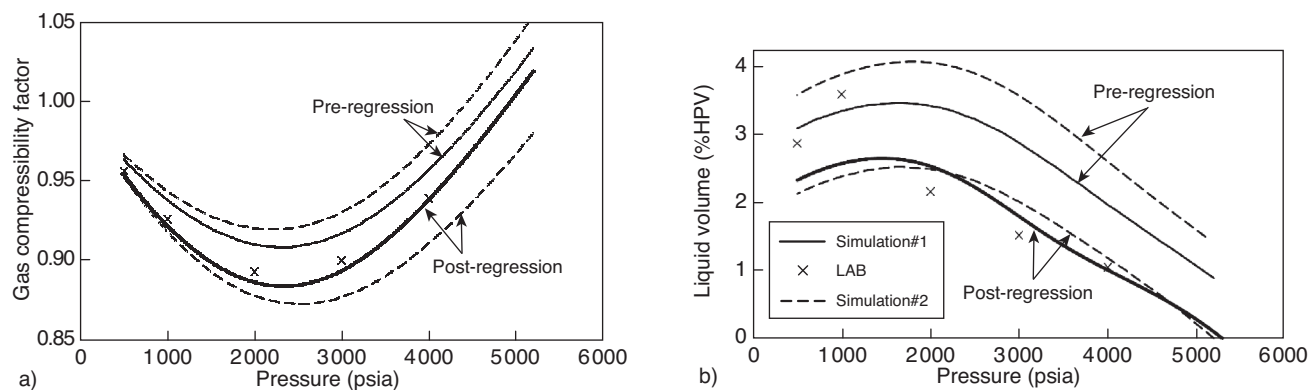 1.05
1.00
0.95
0.90
0.85
Gas compressibility factor
Pre-regression
Post-regression
0 1000 2000 3000 4000 5000 6000
Pressure (psia)
a)
4
3
2
1
0
Liquid volume (%HPV)
Pre-regression
Post-regression
Simulation#1
LAB
Simulation#2
0 1000 2000 3000 4000 5000 6000
Pressure (psia)
b)